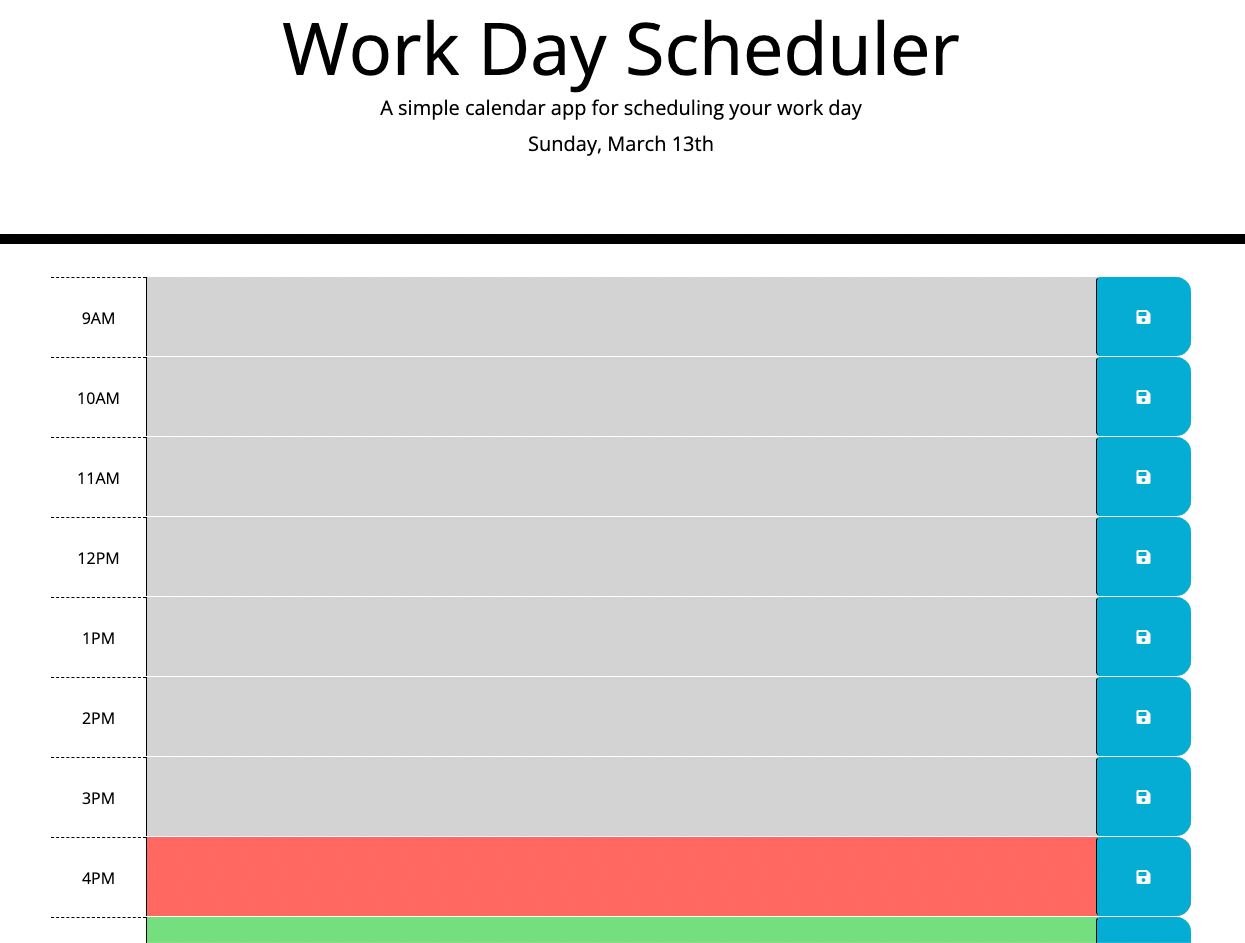 Work Day Scheduler
A simple calendar app for scheduling your work day
Sunday, March 13th
9AM
10AM
11AM
12PM
1PM
2PM
3PM
4PM